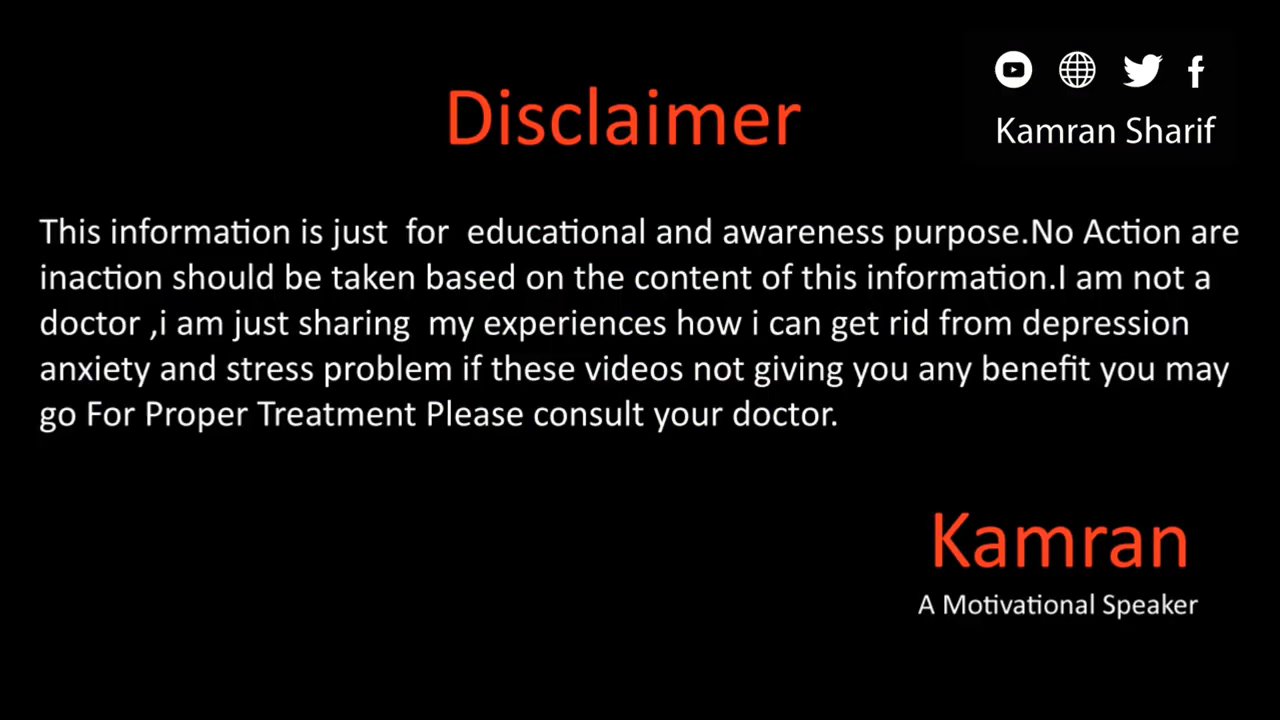 Kamran Sharif
Disclaimer
This information is just  for  educational and awareness purpose.No Action are
inaction should be taken based on the content of this information.I am not a
doctor ,i am just sharing  my experiences how i can get rid from depression
anxiety and stress problem if these videos not giving you any benefit you may
go For Proper Treatment Please consult your doctor.
Kamran
A Motivational Speaker